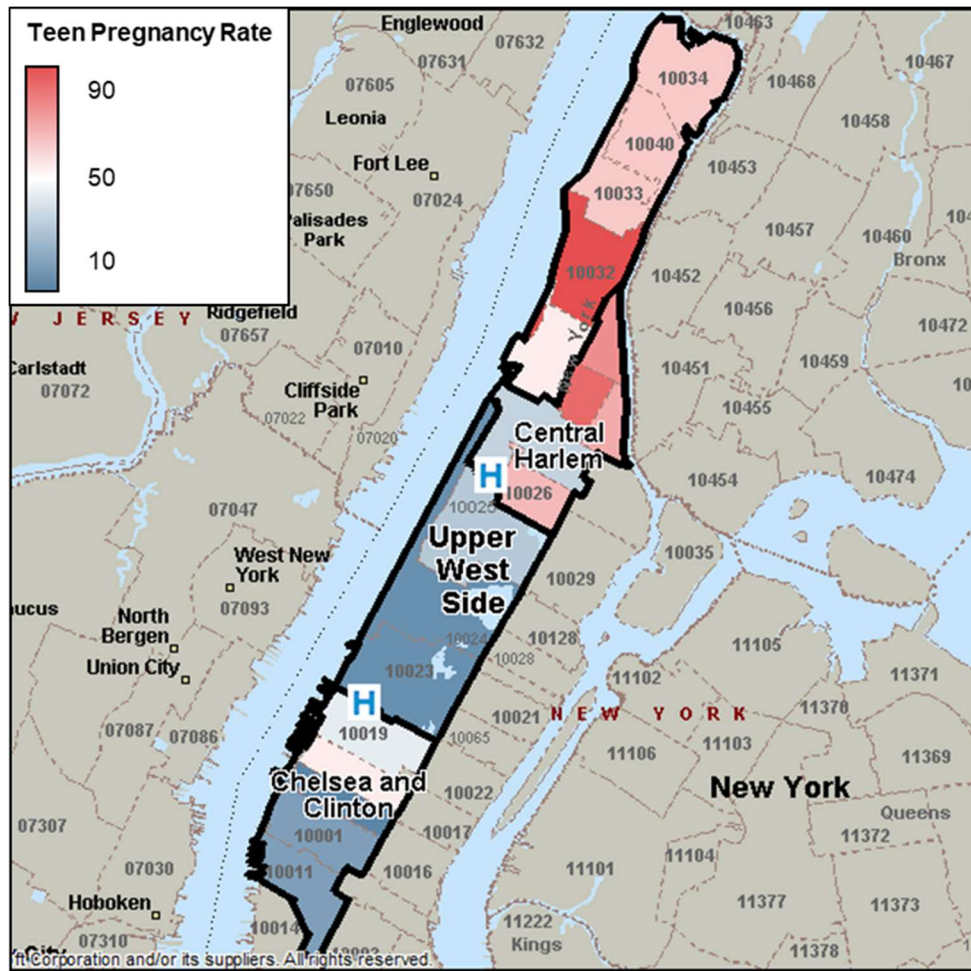 Teen Pregnancy Rate
90
50
10
Englewood
07632
07631
07605
Leonia
Fort Lee
07024
07650
Palisades
Park
10463
10467
10468
10034
10458
10040
10453
10033
10457
10460
Bronx
10032
10452
10456
10472
V JERSEY
Ridgefield
07657
07010
Carlstadt
07072
Cliffside
Park
07022
07020
10451
10459
10455
Central
Harlem
10454
10474
H
10026
10025
07047
Upper
West
Side
West New
York
07093
10035
10029
North
Bergen
Union City
10024
10128
10028
11105
10023
11102
11371
11370
H
10021
NEW YORK
07087
07086
10019
10065
11106
11103
11369
Chelsea and
Clinton
10022
New York
Queens
07307
10001
10017
11372
11104
07030
10011
10016
11101
11377
11373
Hoboken
10014
11222
Kings
07310
11378
ft Corporation and/or its suppliers. All rights reserved.